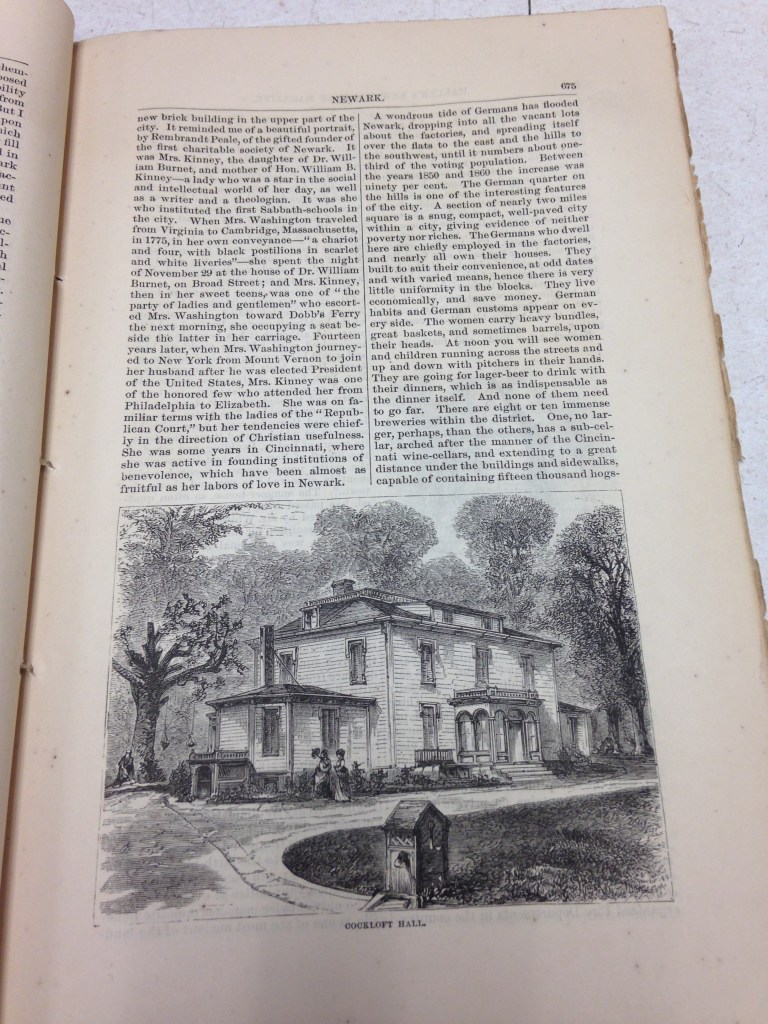 them-
posed
bility
from
But I
upon
which
fill
d in
ark
ac-
ant
ed
ue
c-
l-
h
al
NEWARK.
675
new brick building in the upper part of the
city. It reminded me of a beautiful portrait,
by Rembrandt Peale, of the gifted founder of
the first charitable society of Newark. It
was Mrs. Kinney, the daughter of Dr. Will-
iam Burnet, and mother of Hon. William B.
Kinney—a lady who was a star in the social
and intellectual world of her day, as well
as a writer and a theologian. It was she
who instituted the first Sabbath-schools in
the city. When Mrs. Washington traveled
from Virginia to Cambridge, Massachusetts,
in 1775, in her own conveyance—“a chariot
and four, with black postilions in scarlet
and white liveries”—she spent the night
of November 29 at the house of Dr. William
Burnet, on Broad Street; and Mrs. Kinney,
then in her sweet teens, was one of “the
party of ladies and gentlemen” who escort-
ed Mrs. Washington toward Dobb’s Ferry
the next morning, she occupying a seat be-
side the latter in her carriage. Fourteen
years later, when Mrs. Washington journey-
ed to New York from Mount Vernon to join
her husband after he was elected President
of the United States, Mrs. Kinney was one
of the honored few who attended her from
Philadelphia to Elizabeth. She was on fa-
miliar terms with the ladies of the “Repub-
lican Court,” but her tendencies were chief-
ly in the direction of Christian usefulness.
She was some years in Cincinnati, where
she was active in founding institutions of
benevolence, which have been almost as
fruitful as her labors of love in Newark.
A wondrous tide of Germans has flooded
Newark, dropping into all the vacant lots
about the factories, and spreading itself
over the flats to the east and the hills to
the southwest, until it numbers about one-
third of the voting population. Between
the years 1850 and 1860 the increase was
ninety per cent. The German quarter on
the hills is one of the interesting features
of the city. A section of nearly two miles
square is a snug, compact, well-paved city
within a city, giving evidence of neither
poverty nor riches. The Germans who dwell
here are chiefly employed in the factories,
and nearly all own their houses. They
built to suit their convenience, at odd dates
and with varied means, hence there is very
little uniformity in the blocks. They live
economically, and save money. German
habits and German customs appear on ev-
ery side. The women carry heavy bundles,
great baskets, and sometimes barrels, upon
their heads. At noon you will see women
and children running across the streets and
up and down with pitchers in their hands.
They are going for lager-beer to drink with
their dinners, which is as indispensable as
the dinner itself. And none of them need
to go far. There are eight or ten immense
breweries within the district. One, no lar-
ger, perhaps, than the others, has a sub-cel-
lar, arched after the manner of the Cincin-
nati wine-cellars, and extending to a great
distance under the buildings and sidewalks,
capable of containing fifteen thousand hogs-
COCKLOFT HALL.